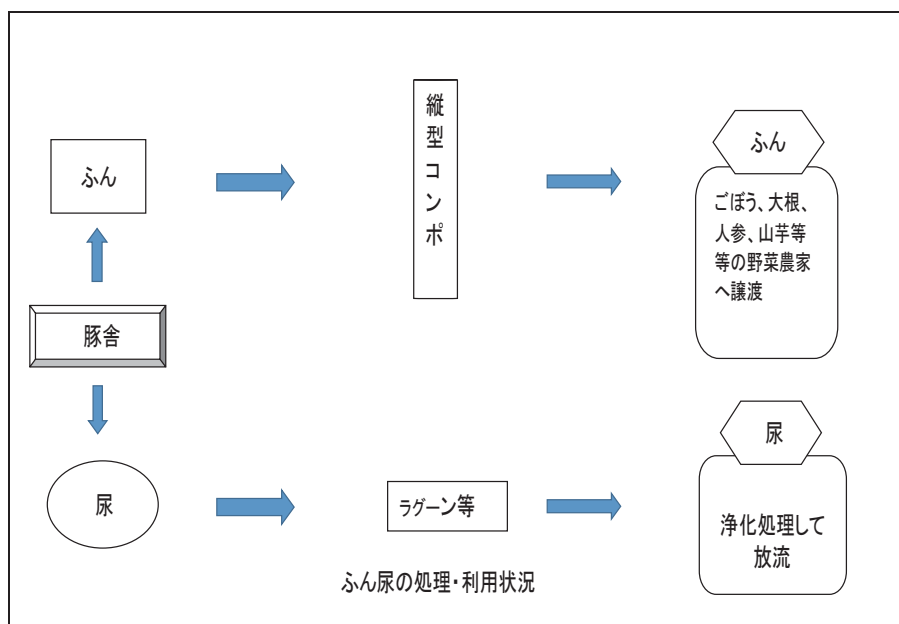 ふん
縦型コンポ
ふん
ごぼう、大根、
人参、山芋等
等の野菜農家
へ譲渡
豚舎
尿
ラグーン等
尿
浄化処理して
放流
ふん尿の処理・利用状況